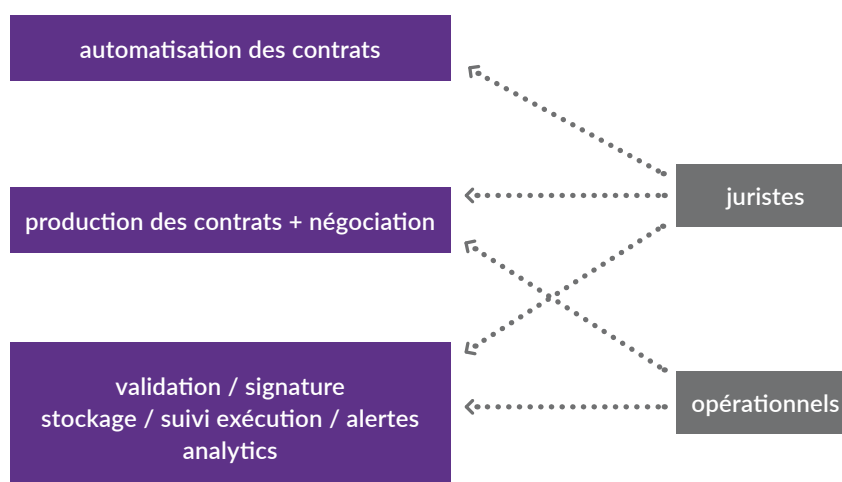 automatisation des contrats
juristes
production des contrats + négociation
validation / signature
stockage / suivi exécution / alertes
analytics
opérationnels